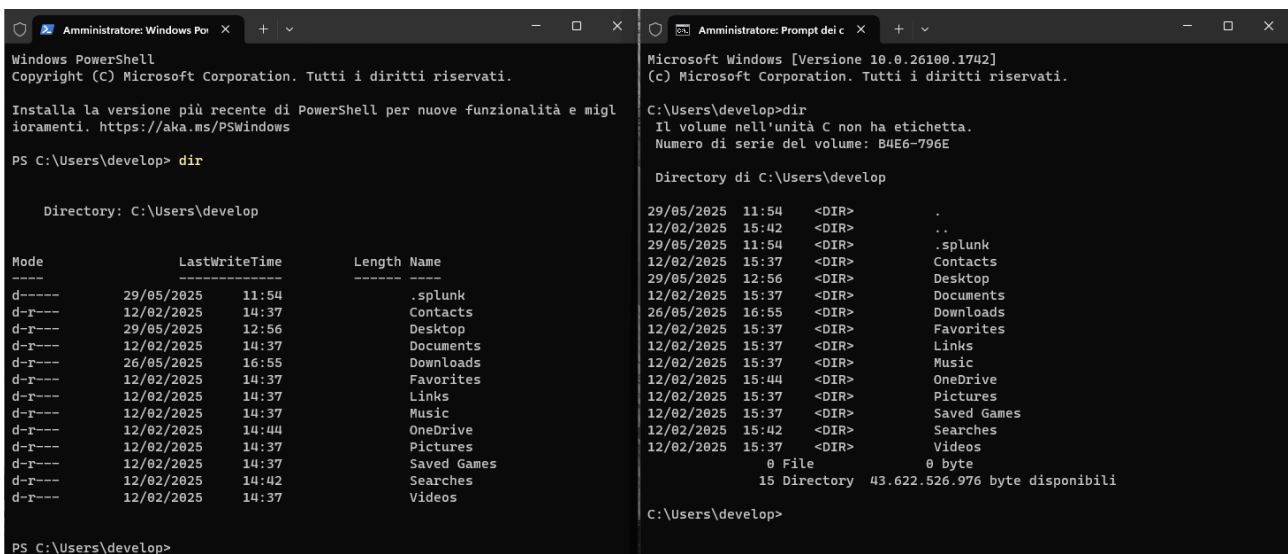 Amministratore: Windows Pow
Windows PowerShell
Copyright (C) Microsoft Corporation. Tutti i diritti riservati.
Installa la versione più recente di PowerShell per nuove funzionalità e migl
ioramenti. https://aka.ms/PSWindows
PS C:\Users\develop> dir
Directory: C:\Users\develop
Mode                 LastWriteTime         Length Name
----                 -------------         ------ ----
d-----        29/05/2025     11:54                .splunk
d-r---        12/02/2025     14:37                Contacts
d-r---        29/05/2025     12:56                Desktop
d-r---        12/02/2025     14:37                Documents
d-r---        26/05/2025     16:55                Downloads
d-r---        12/02/2025     14:37                Favorites
d-r---        12/02/2025     14:37                Links
d-r---        12/02/2025     14:37                Music
d-r---        12/02/2025     14:44                OneDrive
d-r---        12/02/2025     14:37                Pictures
d-r---        12/02/2025     14:37                Saved Games
d-r---        12/02/2025     14:42                Searches
d-r---        12/02/2025     14:37                Videos
PS C:\Users\develop>
Amministratore: Prompt dei c
Microsoft Windows [Versione 10.0.26100.1742]
(c) Microsoft Corporation. Tutti i diritti riservati.
C:\Users\develop>dir
Il volume nell'unità C non ha etichetta.
Numero di serie del volume: B4E6-796E
Directory di C:\Users\develop
29/05/2025  11:54    <DIR>          .
12/02/2025  15:42    <DIR>          ..
29/05/2025  11:54    <DIR>          .splunk
12/02/2025  15:37    <DIR>          Contacts
29/05/2025  12:56    <DIR>          Desktop
12/02/2025  15:37    <DIR>          Documents
26/05/2025  16:55    <DIR>          Downloads
12/02/2025  15:37    <DIR>          Favorites
12/02/2025  15:37    <DIR>          Links
12/02/2025  15:37    <DIR>          Music
12/02/2025  15:44    <DIR>          OneDrive
12/02/2025  15:37    <DIR>          Pictures
12/02/2025  15:37    <DIR>          Saved Games
12/02/2025  15:42    <DIR>          Searches
12/02/2025  15:37    <DIR>          Videos
0 File              0 byte
15 Directory  43.622.526.976 byte disponibili
C:\Users\develop>